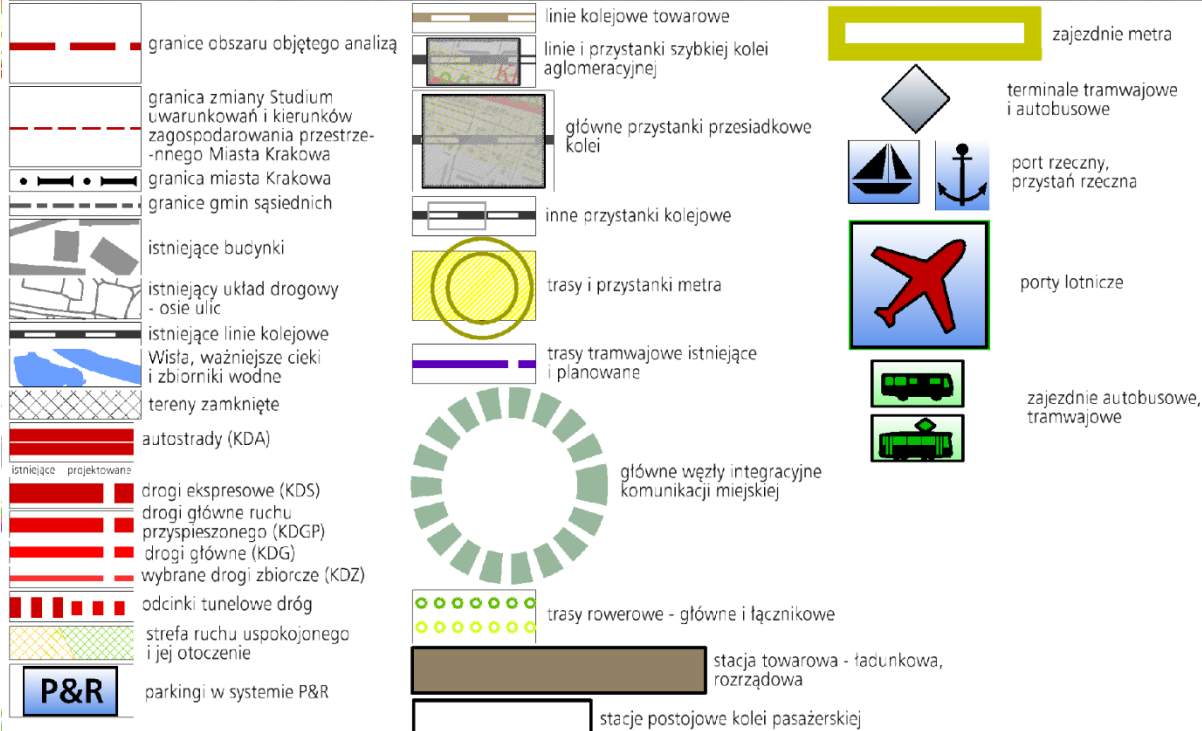 granice obszaru objętego analizą
granica zmiany Studium
uwarunkowań i kierunków
zagospodarowania przestrze-
-nnego Miasta Krakowa
granica miasta Krakowa
granice gmin sąsiednich
istniejące budynki
istniejący układ drogowy
- osie ulic
istniejące linie kolejowe
Wisła, ważniejsze cieki
i zbiorniki wodne
tereny zamknięte
autostrady (KDA)
istniejące projektowane
drogi ekspresowe (KDS)
drogi główne ruchu
przyspieszonego (KDGP)
drogi główne (KDG)
wybrane drogi zbiorcze (KDZ)
odcinki tunelowe dróg
strefa ruchu uspokojonego
i jej otoczenie
P&R
parkingi w systemie P&R
linie kolejowe towarowe
linie i przystanki szybkiej kolei
aglomeracyjnej
główne przystanki przesiadkowe
kolei
inne przystanki kolejowe
trasy i przystanki metra
trasy tramwajowe istniejące
i planowane
główne węzły integracyjne
komunikacji miejskiej
trasy rowerowe - główne i łącznikowe
stacja towarowa - ładunkowa,
rozrządowa
stacje postojowe kolei pasażerskiej
zajezdnie metra
terminale tramwajowe
i autobusowe
port rzeczny,
przystań rzeczna
porty lotnicze
zajezdnie autobusowe,
tramwajowe